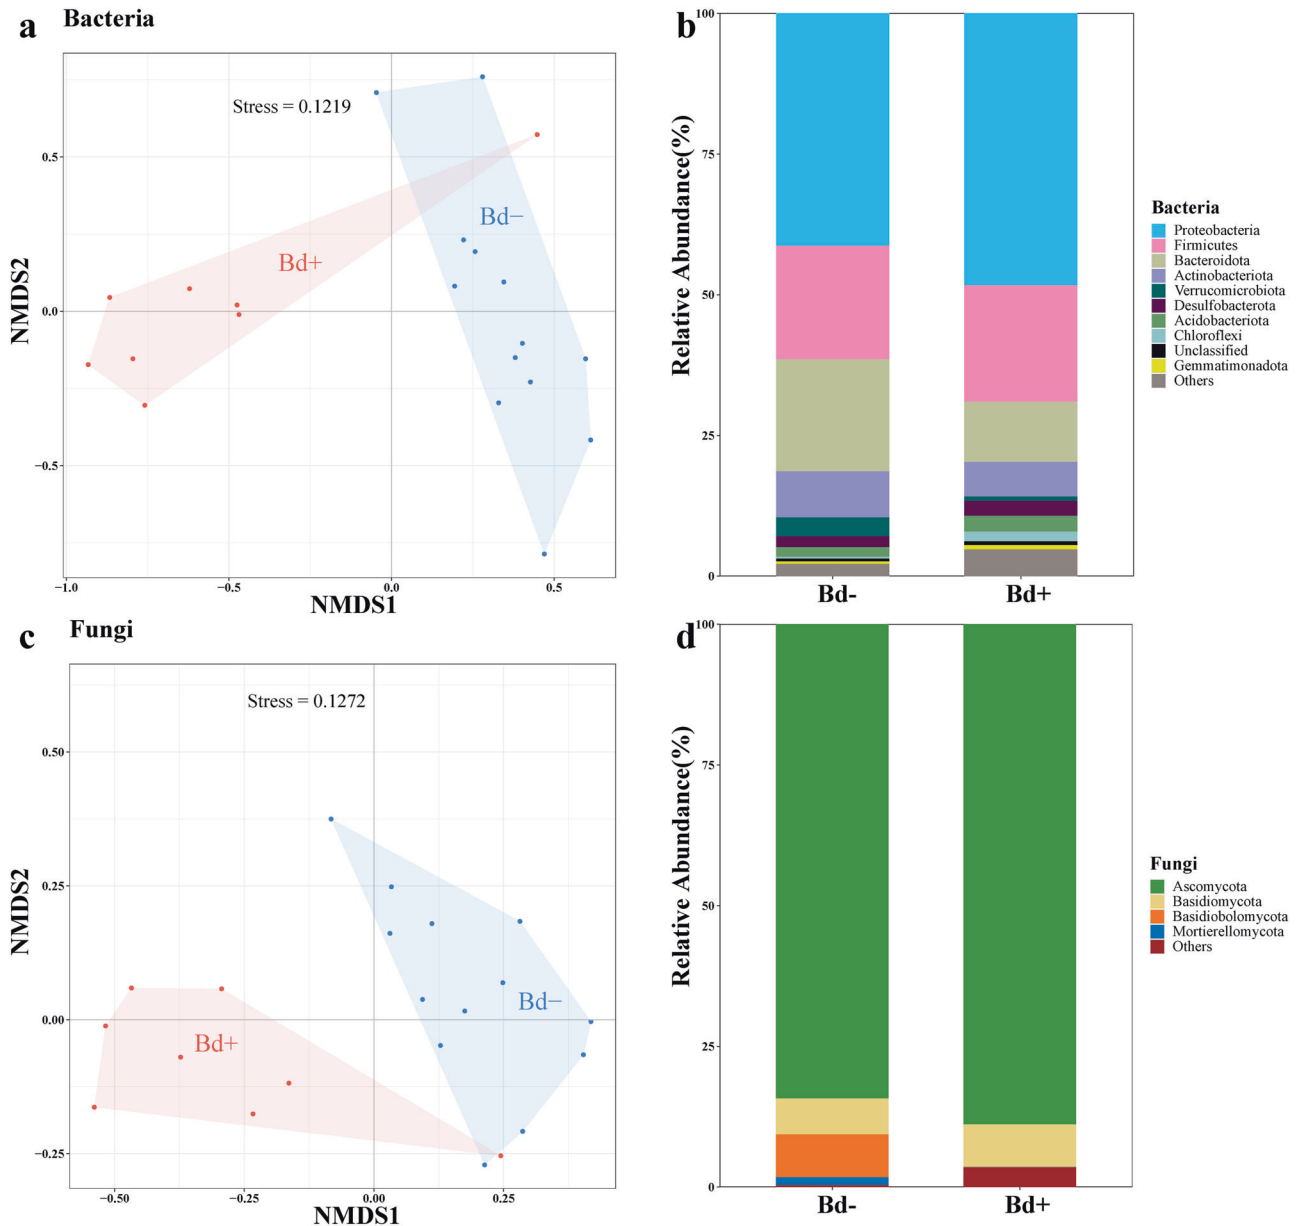 a Bacteria
Stress = 0.1219
Bd−
Bd+
0.5
0.0
−0.5
NMDS2
−1.0 −0.5 0.0 0.5
NMDS1
b
100
75
50
25
0
Relative Abundance(%)
Bd- Bd+
Bacteria
Proteobacteria
Firmicutes
Bacteroidota
Actinobacteriota
Verrucomicrobiota
Desulfobacterota
Acidobacteriota
Chloroflexi
Unclassified
Gemmatimonadota
Others
c Fungi
Stress = 0.1272
Bd−
Bd+
0.50
0.25
0.00
−0.25
NMDS2
−0.50 −0.25 0.00 0.25
NMDS1
d
100
75
50
25
0
Relative Abundance(%)
Bd- Bd+
Fungi
Ascomycota
Basidiomycota
Basidiobolomycota
Mortierellomycota
Others